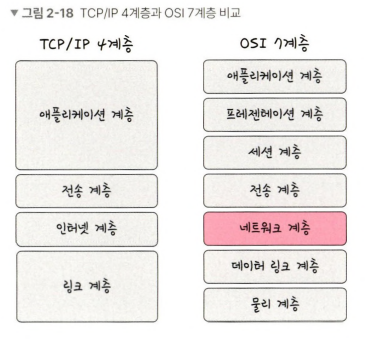 ▼ 그림 2-18 TCP/IP 4계층과 OSI 7계층 비교
TCP/IP 4계층
애플리케이션 계층
전송 계층
인터넷 계층
링크 계층
OSI 7계층
애플리케이션 계층
프레젠테이션 계층
세션 계층
전송 계층
네트워크 계층
데이터 링크 계층
물리 계층